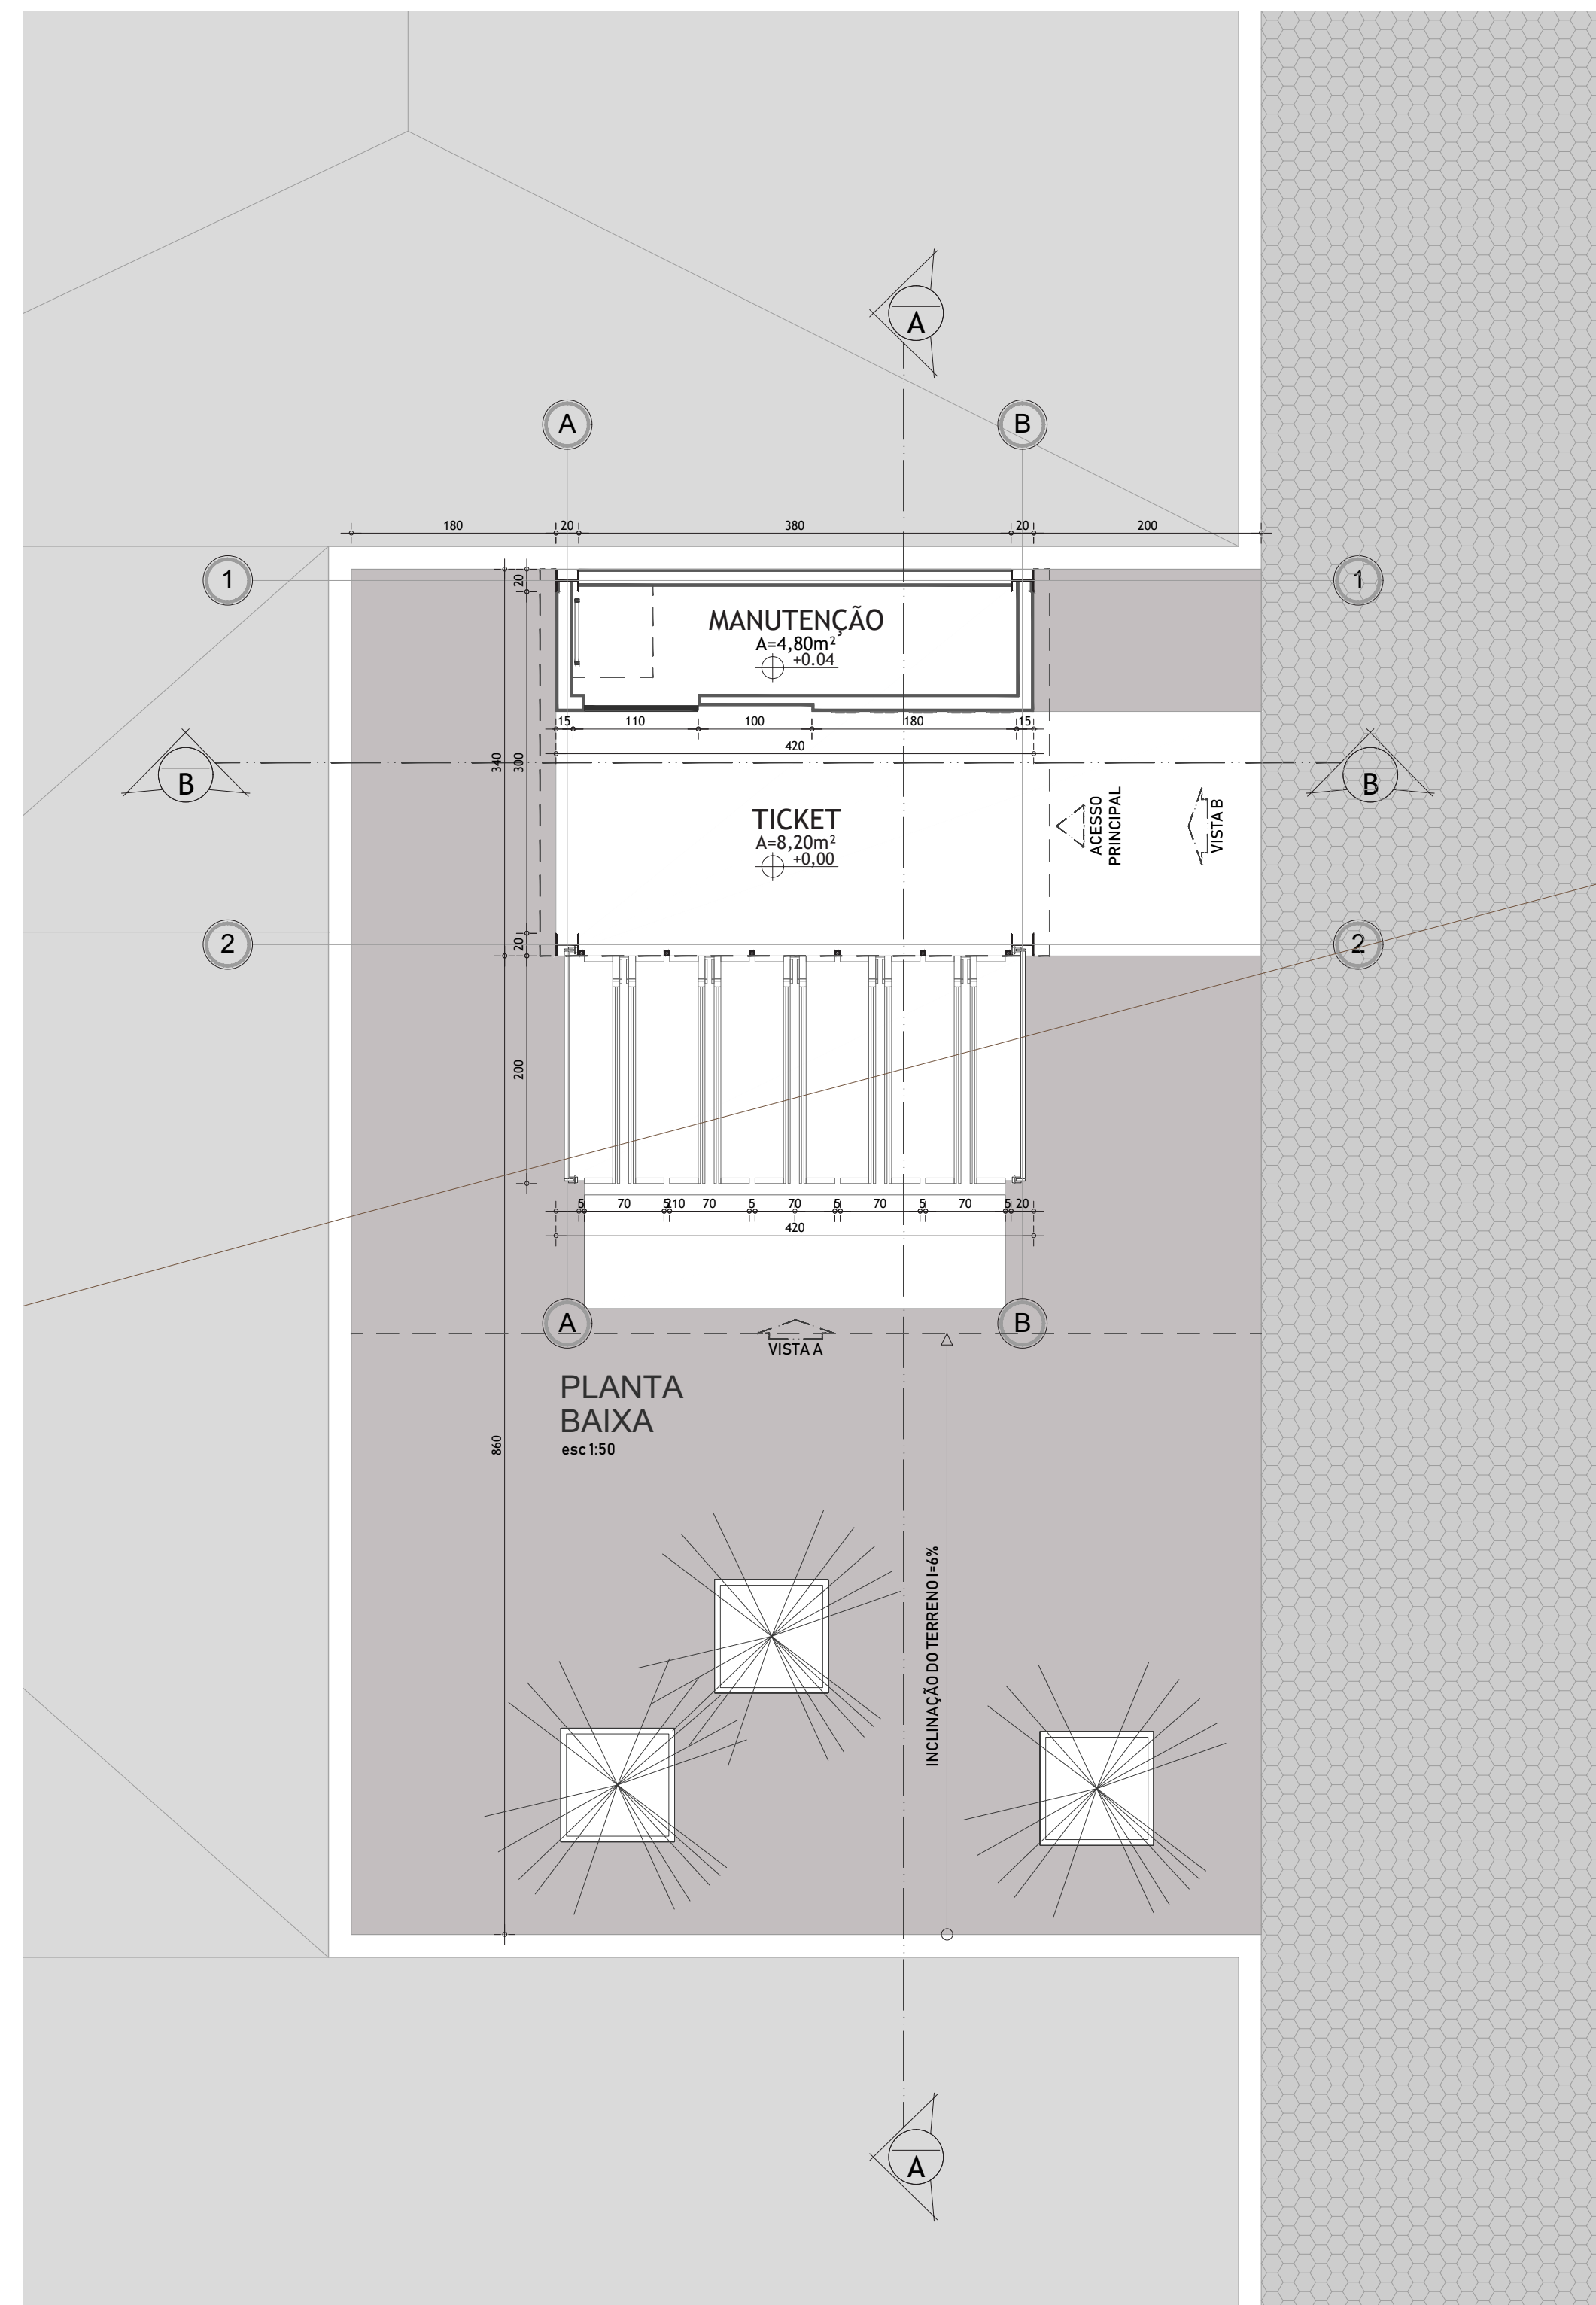 A
A
B
180
20
380
20
200
1
20
1
MANUTENÇÃO
A=4,80m²
+0.04
15
110
100
180
15
420
340
300
B
B
TICKET
A=8,20m²
+0,00
ACESSO
PRINCIPAL
VISTA B
2
20
2
200
5
70
210
70
5
70
5
70
5
70
5
20
420
A
B
VISTA A
PLANTA
BAIXA
esc 1:50
860
INCLINAÇÃO DO TERRENO I=6%
A